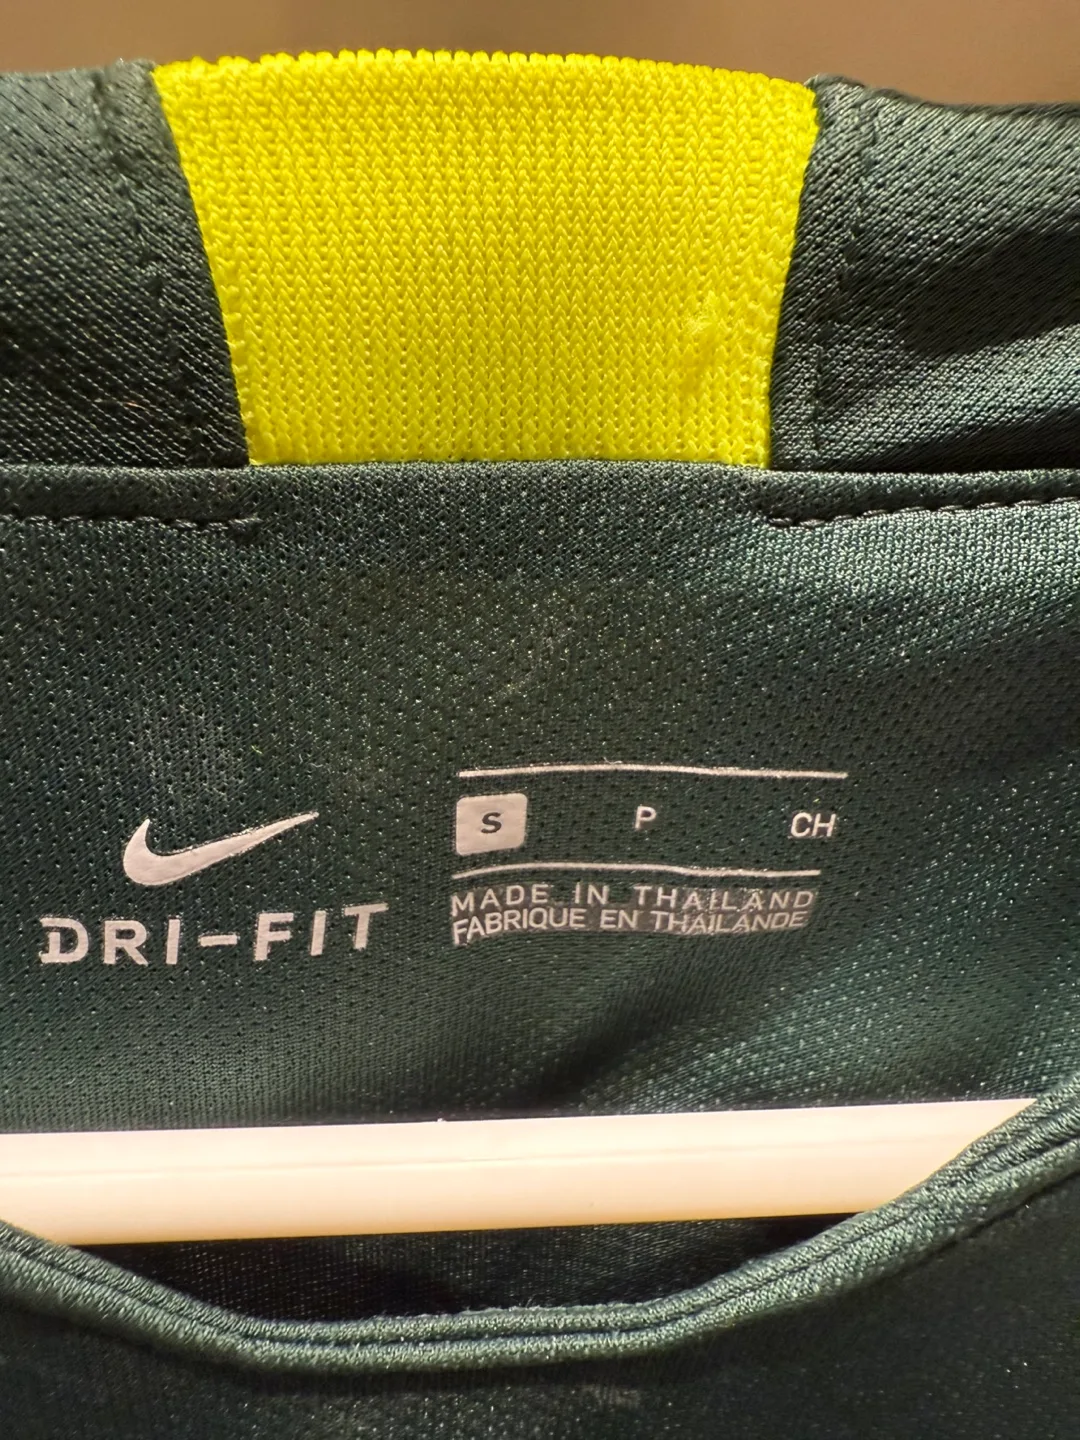 S P CH
MADE IN THAILAND
FABRIQUE EN THAILANDE
DRI-FIT